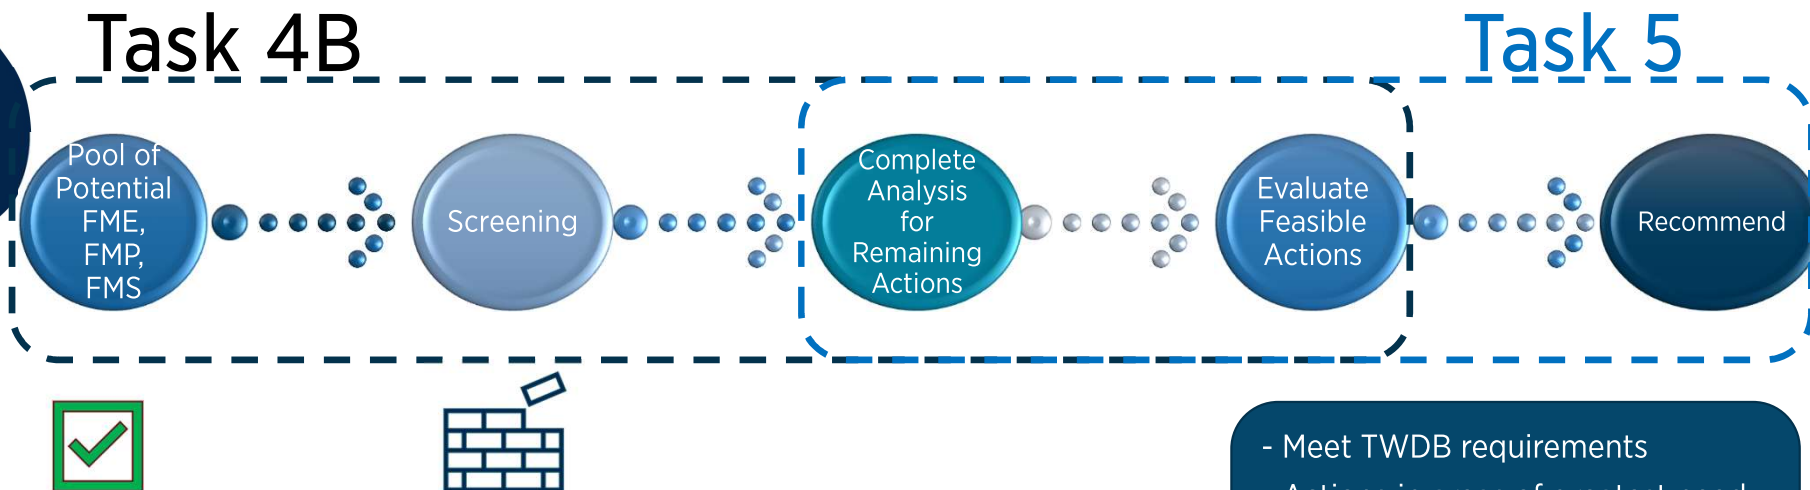 Task 4B
Task 5
Pool of
Potential
FME,
FMP,
FMS
Screening
Complete
Analysis
for
Remaining
Actions
Evaluate
Feasible
Actions
Recommend
- Meet TWDB requirements